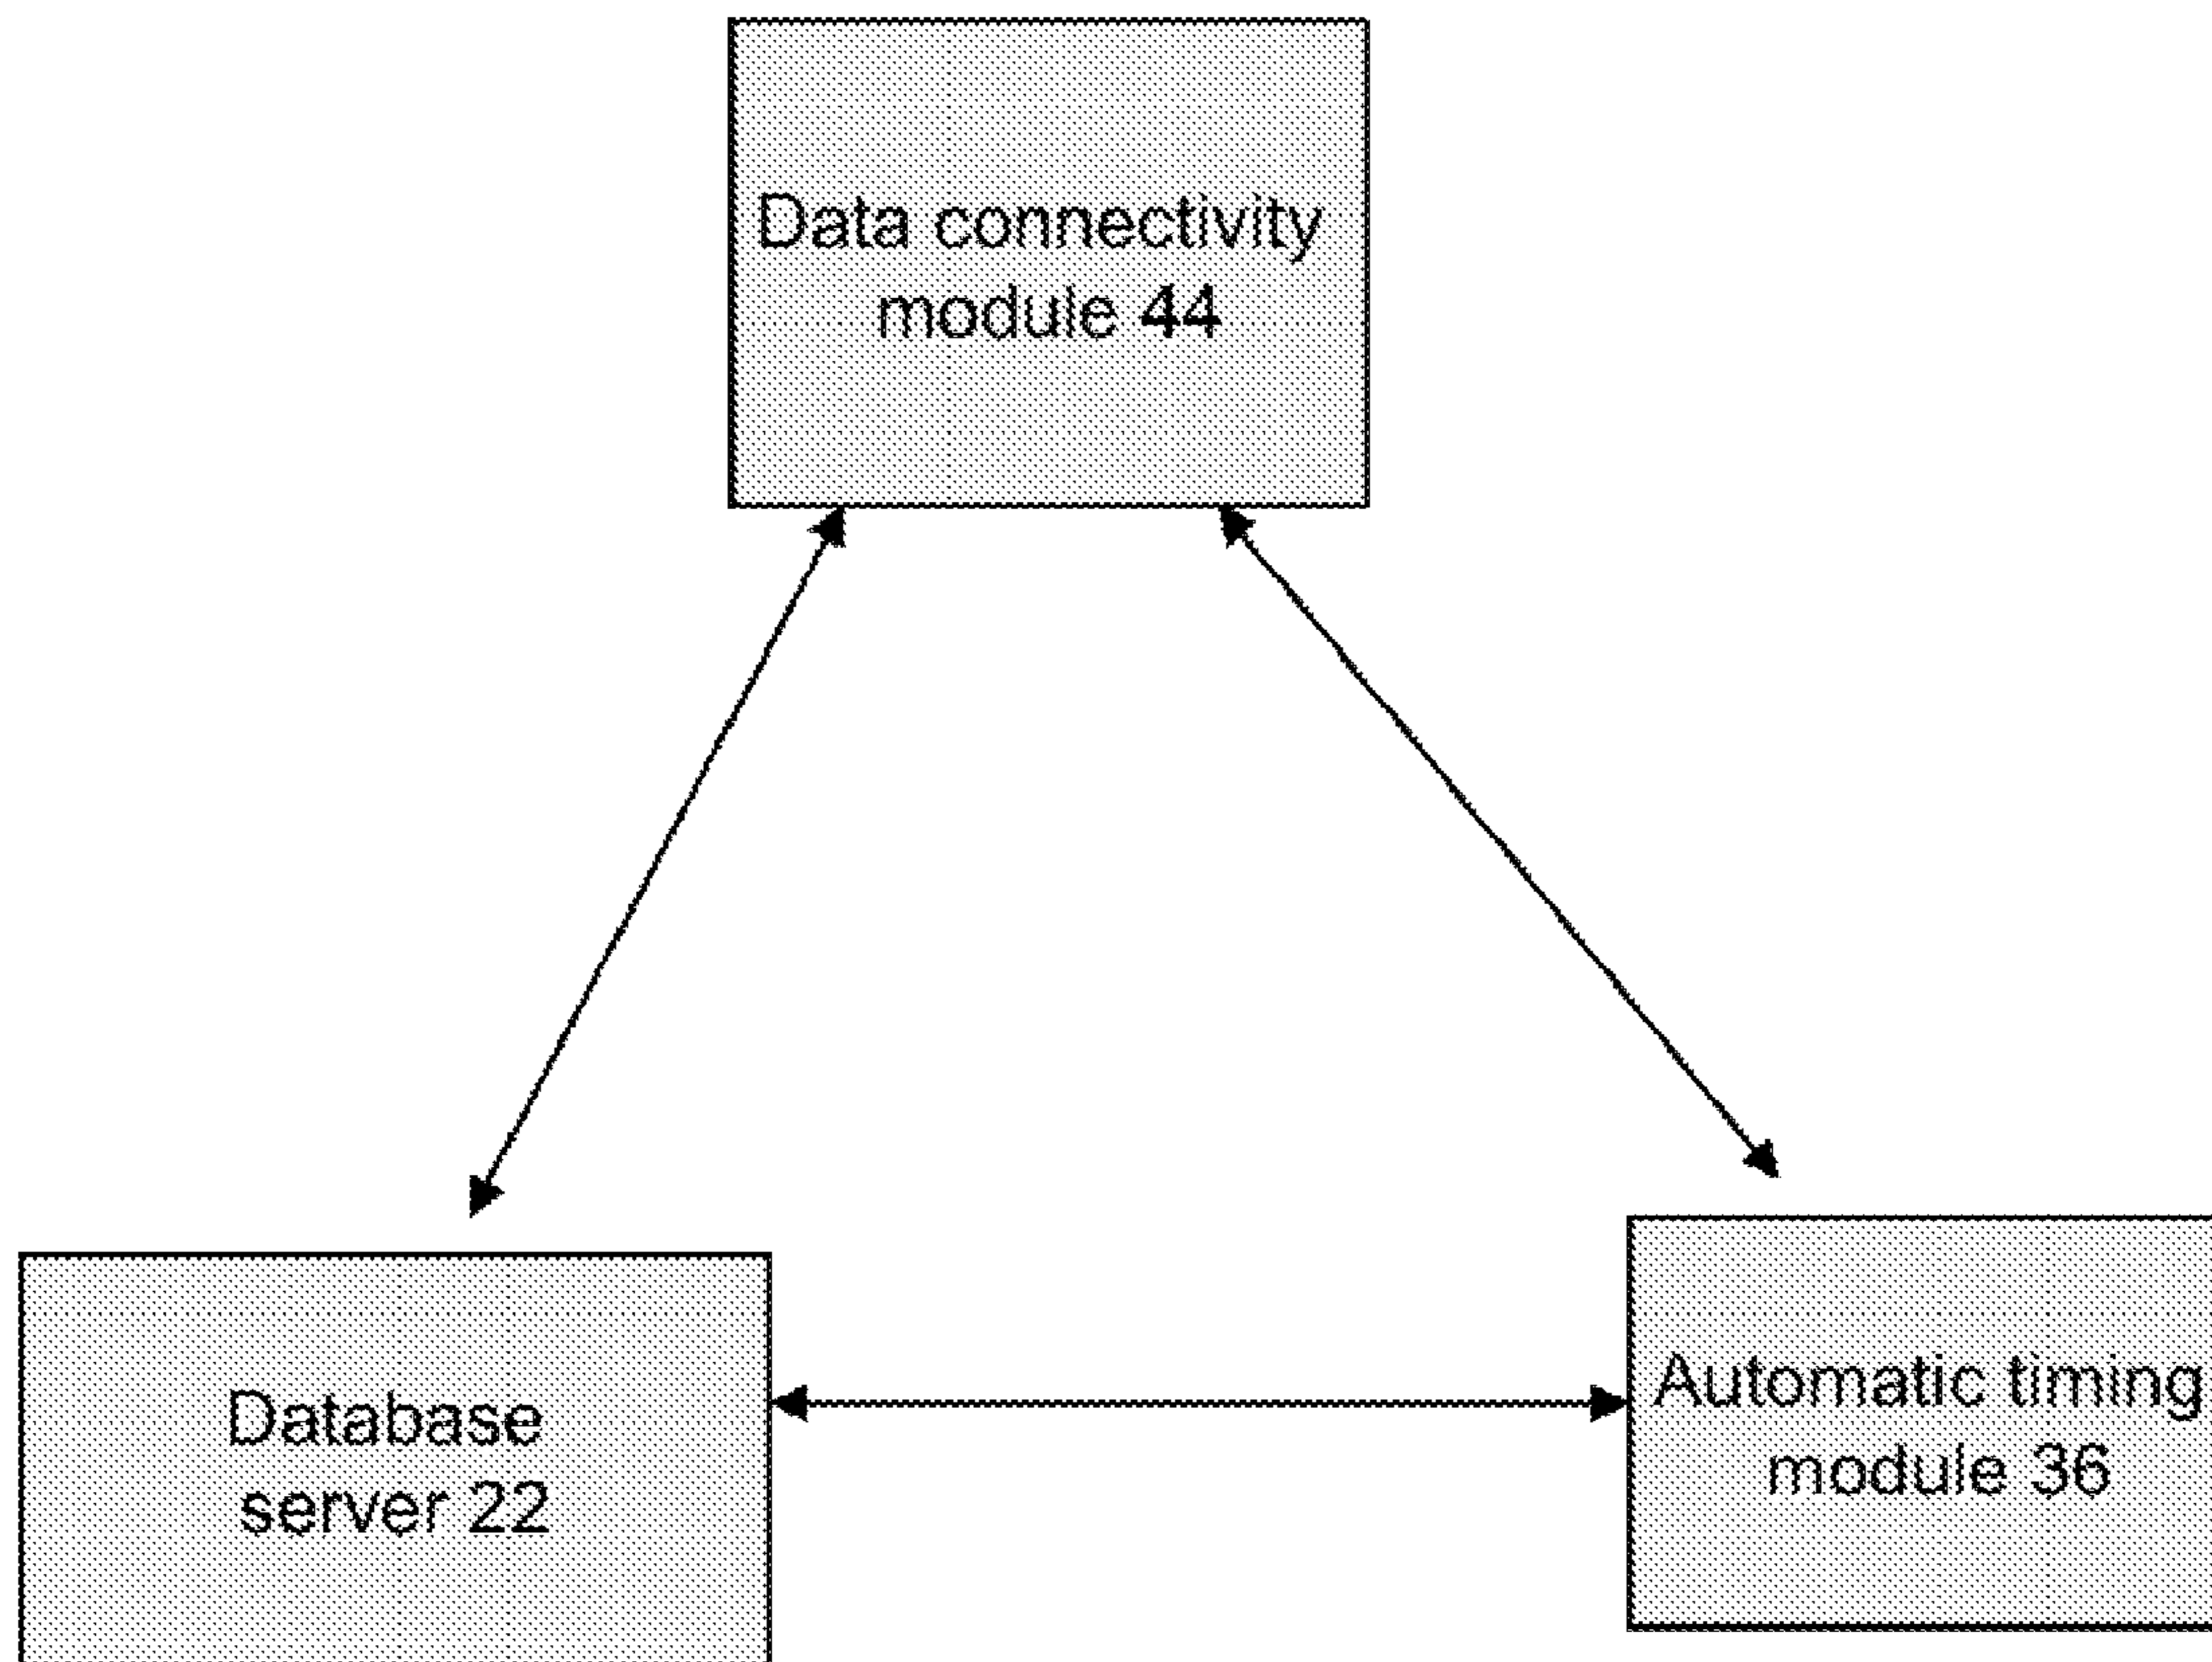 Data connectivity
module 44
Database
server 22
Automatic timing
module 36